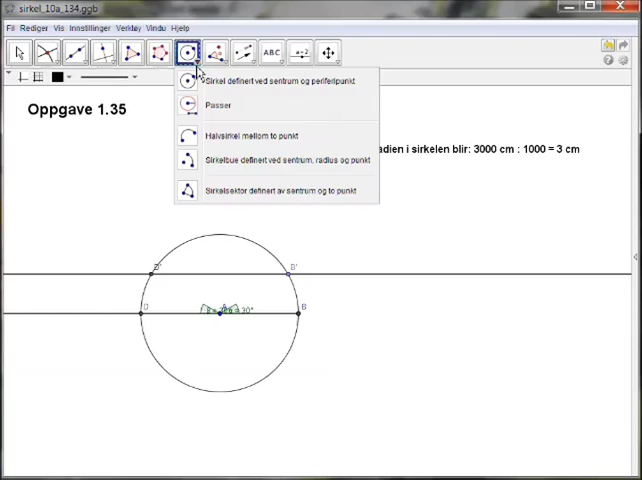 sirkel_10a_134.ggb
Fil Rediger Vis Innstillinger Verktøy Vindu Hjelp
ABC
Sirkel definert ved sentrum og periferipunkt
Oppgave 1.35
Passer
Halvsirkel mellom to punkt
adien i sirkelen blir: 3000 cm : 1000 = 3 cm
Sirkelbue definert ved sentrum, radius og punkt
Sirkelsektor definert av sentrum og to punkt
D'
B'
D
30°
B